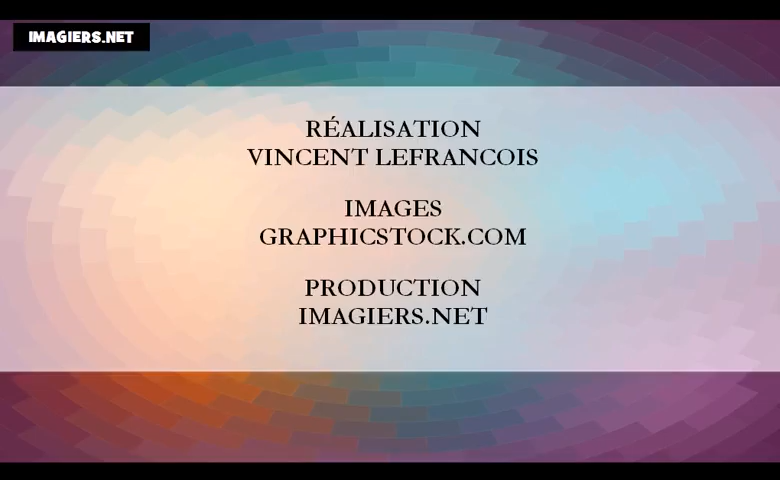 IMAGIERS.NET
RÉALISATION
VINCENT LEFRANCOIS
IMAGES
GRAPHICSTOCK.COM
PRODUCTION
IMAGIERS.NET